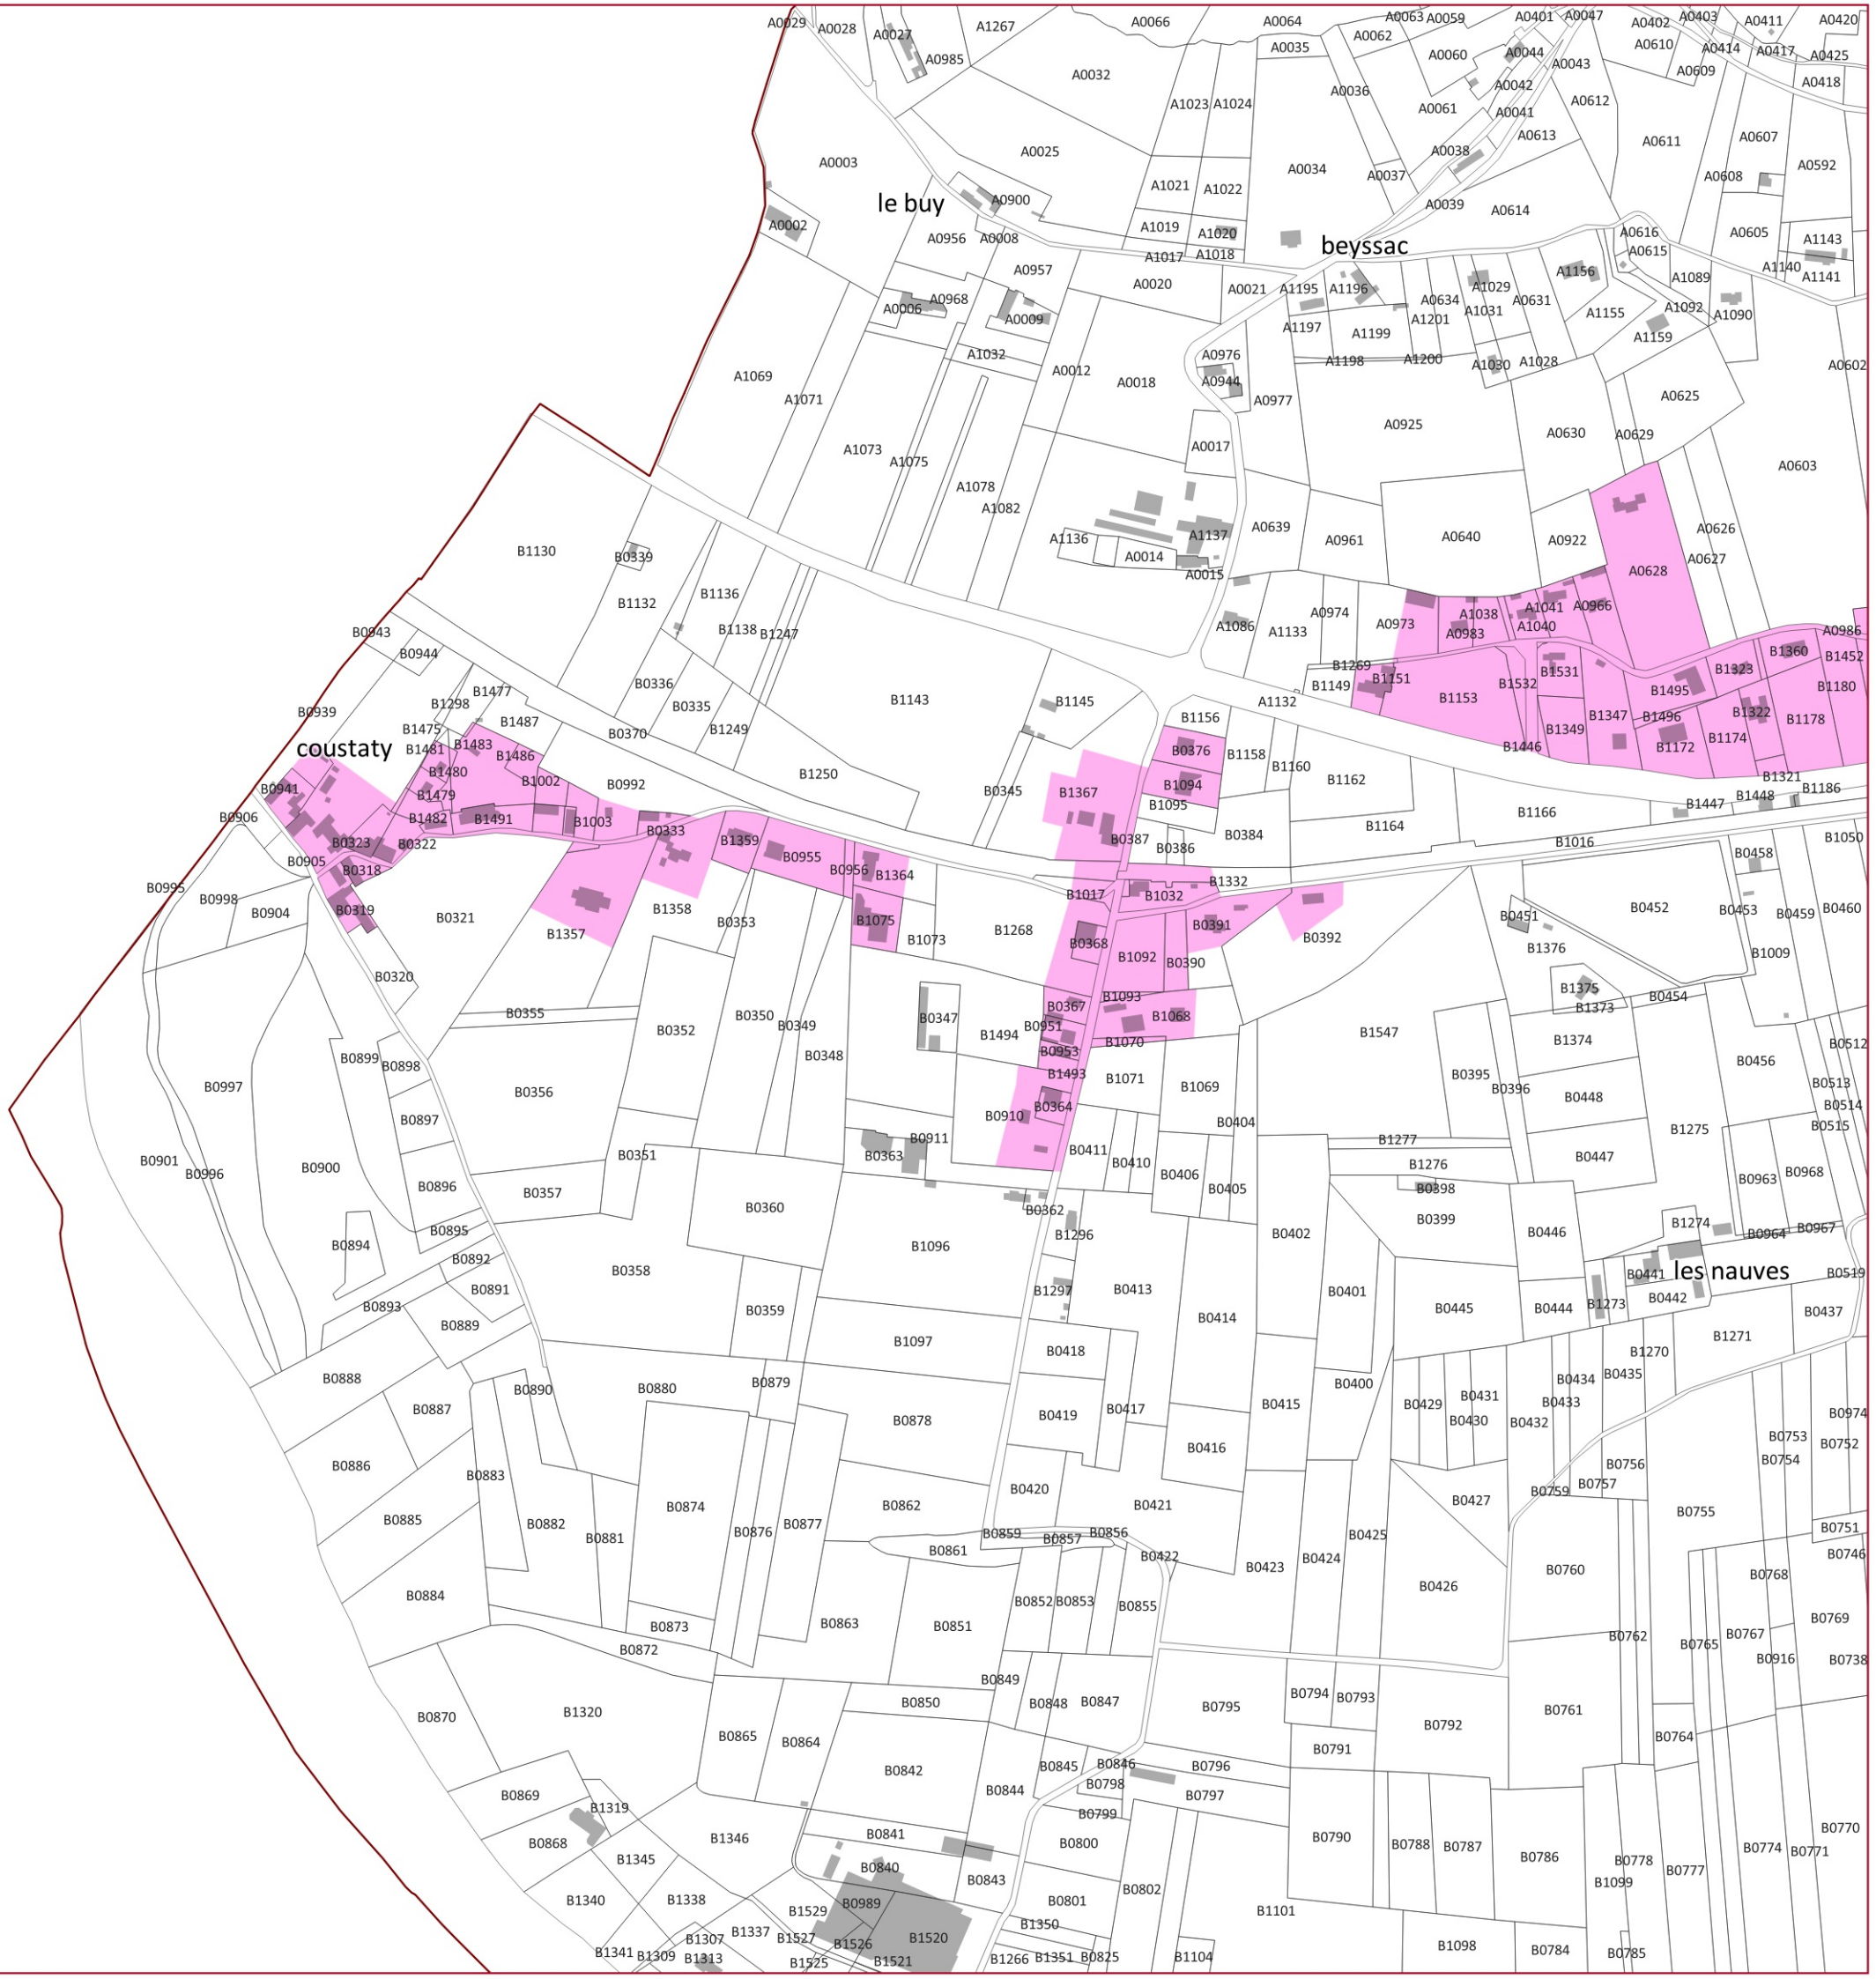 A0029
A0028
A0027
A0985
A1267
A0066
A0064
A0063
A0059
A0401
A0047
A0402
A0403
A0411
A0420
A0035
A0062
A0060
A0044
A0043
A0610
A0414
A0417
A0425
A0609
A0418
A0032
A0036
A0042
A1023
A1024
A0061
A0041
A0612
A0613
A0611
A0607
A0003
A0025
A0038
A0034
A0037
A0592
A0608
A1021
A1022
le buy
A0900
A0039
A0614
A0002
A0956
A0008
A1019
A1020
A0616
A0615
A0605
A1143
beyssac
A1017
A1018
A0957
A1140
A1141
A0020
A0021
A1195
A1196
A1156
A1089
A0006
A0968
A0009
A0634
A1029
A0631
A1031
A1201
A1155
A1092
A1090
A1197
A1199
A1159
A1032
A0976
A1198
A1200
A1030
A1028
A0602
A1069
A0012
A0018
A0944
A1071
A0977
A0625
A0925
A0630
A0629
A1073
A1075
A0017
A0603
A1078
A1082
A0639
A0961
A0640
A0922
A0626
A0627
A1136
A1137
A0014
A0015
A0628
B1130
B0339
B1132
B1136
B1138
B1247
A1086
A1133
A0974
A0973
A1038
A0983
A1041
A1040
A0966
A0986
B0943
B0944
B1269
B1149
B1151
B1153
B1532
B1531
B1495
B1323
B1360
B1452
B1180
B0336
B0335
B1249
B1143
B1145
A1132
B1477
B1298
B1487
B0939
B1475
B0370
B1156
B1496
B1347
B1349
B1322
B1178
coustaty
B1481
B1483
B1486
B1480
B1002
B0992
B1250
B0376
B1158
B1160
B1446
B1172
B1174
B0941
B1479
B0345
B1367
B1094
B1162
B1321
B1186
B1448
B1447
B0906
B1482
B1491
B1003
B0333
B1095
B0384
B1164
B1166
B1016
B1050
B0323
B0322
B1359
B0387
B0386
B0905
B0318
B0955
B0956
B1364
B0458
B0995
B0998
B0904
B0319
B0321
B1357
B1358
B0353
B1075
B1073
B1268
B1017
B1032
B1332
B0391
B0392
B0451
B0452
B0453
B0459
B0460
B0368
B1092
B0390
B1376
B1009
B0320
B1375
B1373
B0454
B0355
B0352
B0350
B0349
B0348
B0347
B1494
B0367
B0951
B0953
B1093
B1068
B1070
B1547
B1374
B0512
B0997
B0899
B0898
B0356
B1493
B1071
B1069
B0395
B0396
B0456
B0513
B0514
B0515
B0448
B0897
B0910
B0364
B0404
B1275
B0901
B0996
B0900
B0351
B0363
B0911
B0411
B0410
B0406
B0405
B1277
B1276
B0447
B0963
B0968
B0896
B0357
B0398
B0895
B0360
B0362
B0399
B0894
B0892
B0358
B1096
B1296
B0402
B0446
B1274
B0964
B0967
B0891
B1297
B0413
B0401
B0441
les nauves
B0519
B0893
B0889
B0359
B0414
B0445
B0444
B1273
B0442
B0437
B1097
B0418
B1271
B1270
B0888
B0890
B0880
B0879
B0400
B0434
B0435
B0887
B0878
B0419
B0417
B0415
B0429
B0430
B0431
B0432
B0433
B0974
B0753
B0752
B0886
B0883
B0416
B0754
B0756
B0757
B0759
B0420
B0421
B0427
B0755
B0885
B0882
B0881
B0874
B0876
B0877
B0862
B0425
B0859
B0857
B0856
B0751
B0861
B0422
B0423
B0424
B0746
B0884
B0426
B0760
B0768
B0873
B0863
B0851
B0852
B0853
B0855
B0769
B0872
B0762
B0765
B0767
B0916
B0738
B0870
B1320
B0849
B0850
B0848
B0847
B0795
B0794
B0793
B0865
B0864
B0792
B0761
B0764
B0791
B0842
B0845
B0846
B0796
B0869
B0844
B0798
B0797
B1319
B0799
B0868
B1346
B0841
B0800
B0790
B0788
B0787
B0786
B0770
B1345
B0840
B0843
B0802
B0778
B0777
B0774
B0771
B1340
B1338
B1529
B0989
B0801
B1101
B1099
B1337
B1527
B1526
B1520
B1350
B1341
B1309
B1307
B1313
B1525
B1521
B1266
B1351
B0825
B1104
B1098
B0784
B0785